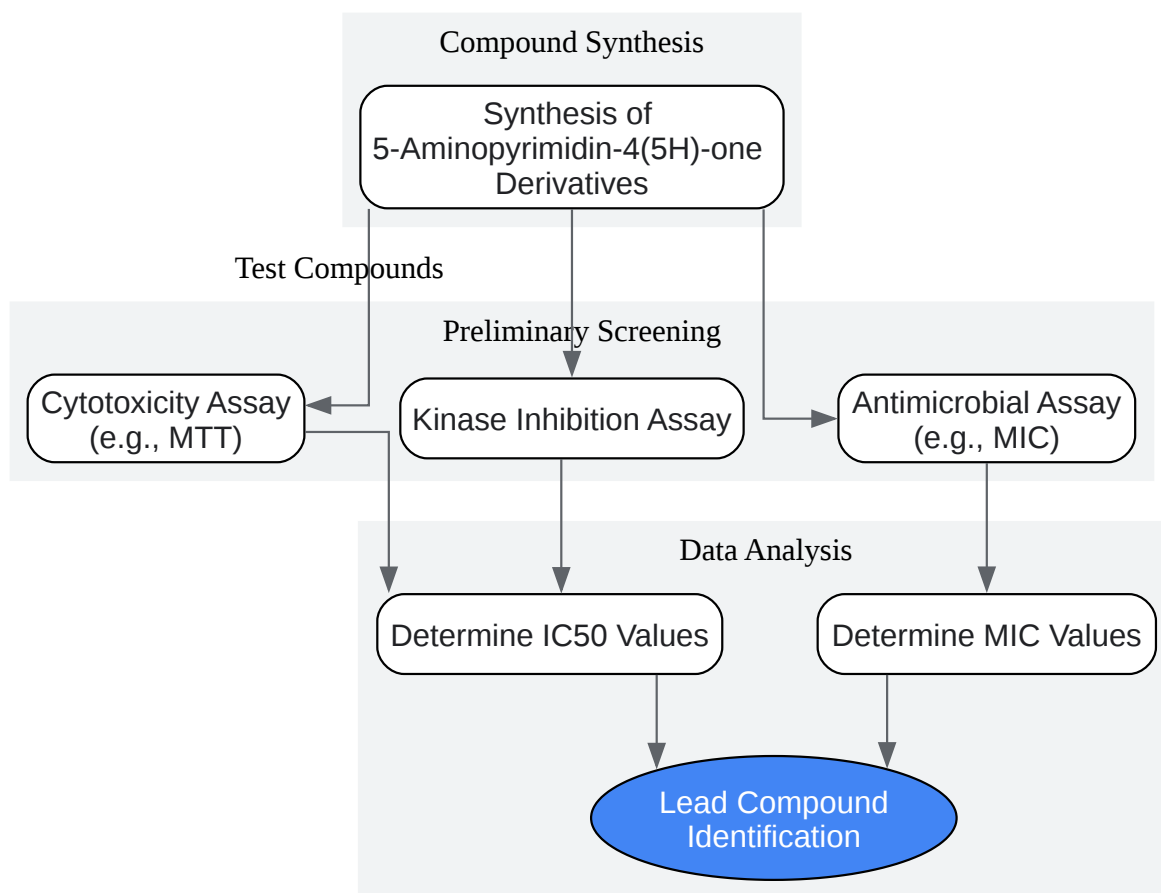 Compound Synthesis
Synthesis of
5-Aminopyrimidin-4(5H)-one
Derivatives
Test Compounds
Preliminary Screening
Cytotoxicity Assay
(e.g., MTT)
Kinase Inhibition Assay
Antimicrobial Assay
(e.g., MIC)
Data Analysis
Determine IC50 Values
Determine MIC Values
Lead Compound
Identification